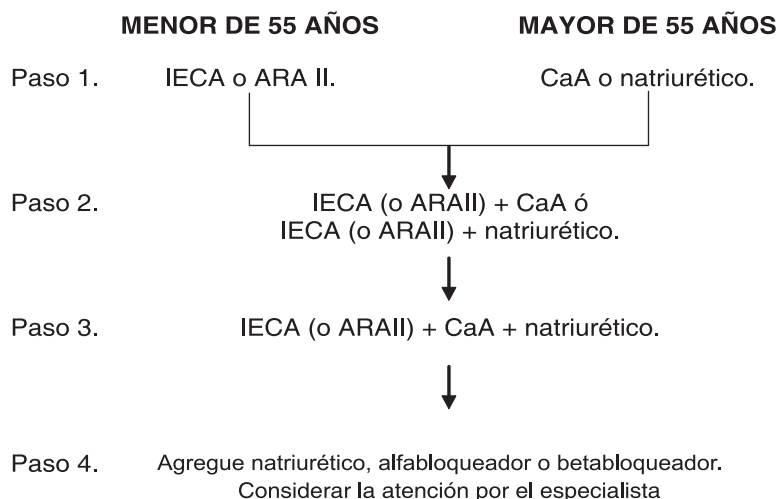 MENOR DE 55 AÑOS MAYOR DE 55 AÑOS
Paso 1. IECA o ARA II. CaA o natriurético.
Paso 2. IECA (o ARAII) + CaA ó
IECA (o ARAII) + natriurético.
Paso 3. IECA (o ARAII) + CaA + natriurético.
Paso 4. Agregue natriurético, alfabloqueador o betabloqueador.
Considerar la atención por el especialista